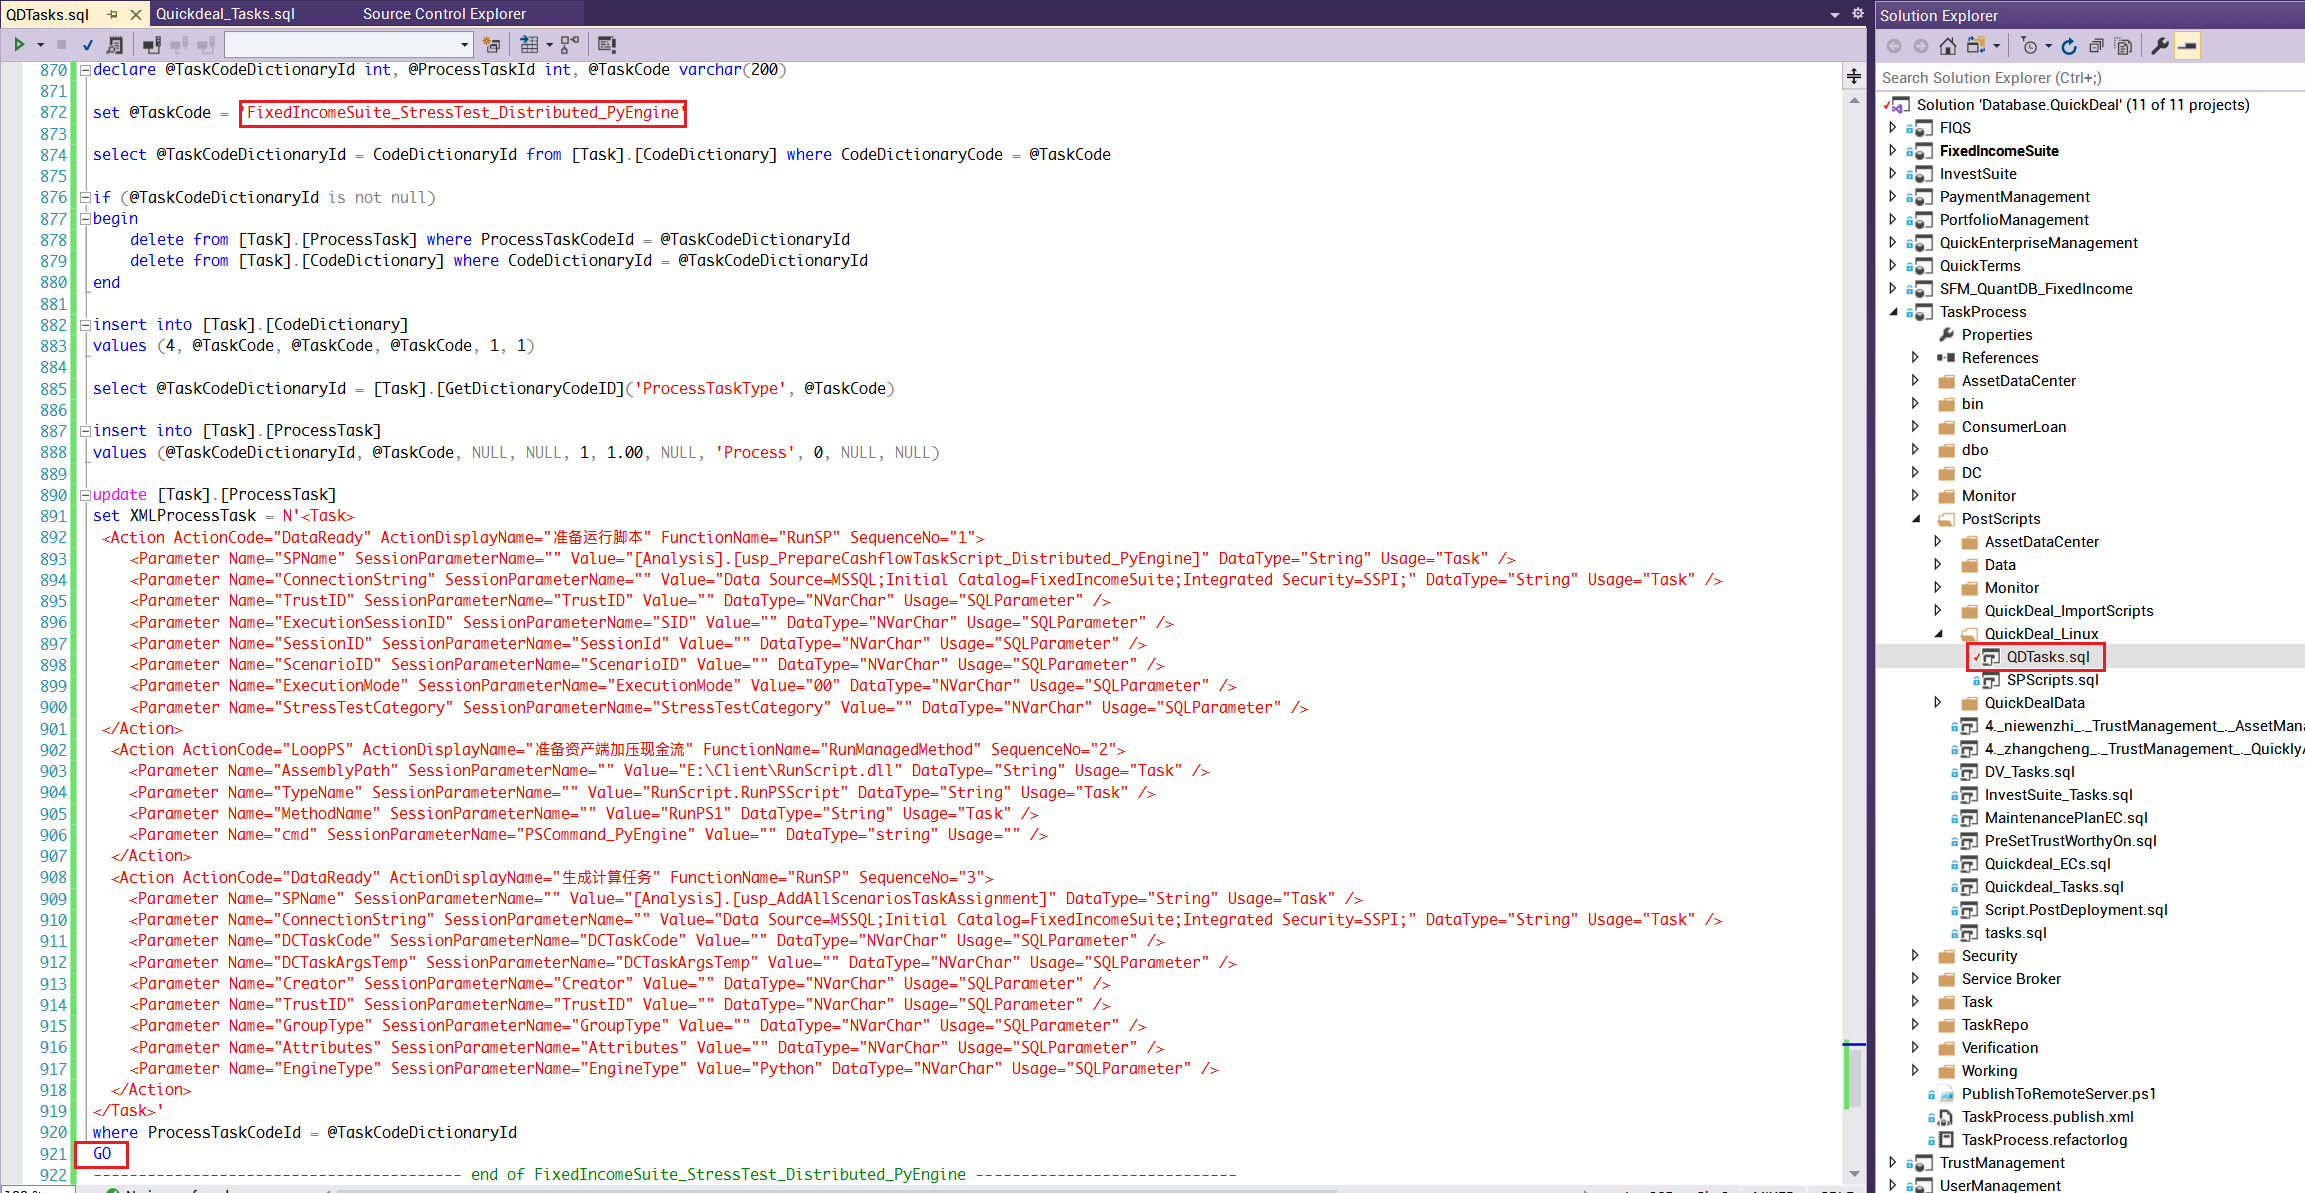 QDTasks.sql
Quickdeal_Tasks.sql
Source Control Explorer
870 declare @TaskCodeDictionaryId int, @ProcessTaskId int, @TaskCode varchar(200)
871
872 set @TaskCode = 'FixedIncomeSuite_StressTest_Distributed_PyEngine'
873
874 select @TaskCodeDictionaryId = CodeDictionaryId from [Task].[CodeDictionary] where CodeDictionaryCode = @TaskCode
875
876 if (@TaskCodeDictionaryId is not null)
877 begin
878     delete from [Task].[ProcessTask] where ProcessTaskCodeId = @TaskCodeDictionaryId
879     delete from [Task].[CodeDictionary] where CodeDictionaryId = @TaskCodeDictionaryId
880 end
881
882 insert into [Task].[CodeDictionary]
883 values (4, @TaskCode, @TaskCode, @TaskCode, 1, 1)
884
885 select @TaskCodeDictionaryId = [Task].[GetDictionaryCodeID]('ProcessTaskType', @TaskCode)
886
887 insert into [Task].[ProcessTask]
888 values (@TaskCodeDictionaryId, @TaskCode, NULL, NULL, 1, 1.00, NULL, 'Process', 0, NULL, NULL)
889
890 update [Task].[ProcessTask]
891 set XMLProcessTask = N'<Task>
892  <Action ActionCode="DataReady" ActionDisplayName="准备运行脚本" FunctionName="RunSP" SequenceNo="1">
893     <Parameter Name="SPName" SessionParameterName="" Value="[Analysis].[usp_PrepareCashflowTaskScript_Distributed_PyEngine]" DataType="String" Usage="Task" />
894     <Parameter Name="ConnectionString" SessionParameterName="" Value="Data Source=MSSQL;Initial Catalog=FixedIncomeSuite;Integrated Security=SSPI;" DataType="String" Usage="Task" />
895     <Parameter Name="TrustID" SessionParameterName="TrustID" Value="" DataType="NVarChar" Usage="SQLParameter" />
896     <Parameter Name="ExecutionSessionID" SessionParameterName="SID" Value="" DataType="NVarChar" Usage="SQLParameter" />
897     <Parameter Name="SessionID" SessionParameterName="SessionId" Value="" DataType="NVarChar" Usage="SQLParameter" />
898     <Parameter Name="ScenarioID" SessionParameterName="ScenarioID" Value="" DataType="NVarChar" Usage="SQLParameter" />
899     <Parameter Name="ExecutionMode" SessionParameterName="ExecutionMode" Value="00" DataType="NVarChar" Usage="SQLParameter" />
900     <Parameter Name="StressTestCategory" SessionParameterName="StressTestCategory" Value="" DataType="NVarChar" Usage="SQLParameter" />
901  </Action>
902   <Action ActionCode="LoopPS" ActionDisplayName="准备资产端加压现金流" FunctionName="RunManagedMethod" SequenceNo="2">
903     <Parameter Name="AssemblyPath" SessionParameterName="" Value="E:\Client\RunScript.dll" DataType="String" Usage="Task" />
904     <Parameter Name="TypeName" SessionParameterName="" Value="RunScript.RunPSScript" DataType="String" Usage="Task" />
905     <Parameter Name="MethodName" SessionParameterName="" Value="RunPS1" DataType="String" Usage="Task" />
906     <Parameter Name="cmd" SessionParameterName="PSCommand_PyEngine" Value="" DataType="string" Usage="" />
907   </Action>
908   <Action ActionCode="DataReady" ActionDisplayName="生成计算任务" FunctionName="RunSP" SequenceNo="3">
909     <Parameter Name="SPName" SessionParameterName="" Value="[Analysis].[usp_AddAllScenariosTaskAssignment]" DataType="String" Usage="Task" />
910     <Parameter Name="ConnectionString" SessionParameterName="" Value="Data Source=MSSQL;Initial Catalog=FixedIncomeSuite;Integrated Security=SSPI;" DataType="String" Usage="Task" />
911     <Parameter Name="DCTaskCode" SessionParameterName="DCTaskCode" Value="" DataType="NVarChar" Usage="SQLParameter" />
912     <Parameter Name="DCTaskArgsTemp" SessionParameterName="DCTaskArgsTemp" Value="" DataType="NVarChar" Usage="SQLParameter" />
913     <Parameter Name="Creator" SessionParameterName="Creator" Value="" DataType="NVarChar" Usage="SQLParameter" />
914     <Parameter Name="TrustID" SessionParameterName="TrustID" Value="" DataType="NVarChar" Usage="SQLParameter" />
915     <Parameter Name="GroupType" SessionParameterName="GroupType" Value="" DataType="NVarChar" Usage="SQLParameter" />
916     <Parameter Name="Attributes" SessionParameterName="Attributes" Value="" DataType="NVarChar" Usage="SQLParameter" />
917     <Parameter Name="EngineType" SessionParameterName="EngineType" Value="Python" DataType="NVarChar" Usage="SQLParameter" />
918   </Action>
919 </Task>'
920 where ProcessTaskCodeId = @TaskCodeDictionaryId
921 GO
922 ---------------------------------------- end of FixedIncomeSuite_StressTest_Distributed_PyEngine ----------------------------
Solution Explorer
Search Solution Explorer (Ctrl+;)
Solution 'Database.QuickDeal' (11 of 11 projects)
FIQS
FixedIncomeSuite
InvestSuite
PaymentManagement
PortfolioManagement
QuickEnterpriseManagement
QuickTerms
SFM_QuantDB_FixedIncome
TaskProcess
Properties
References
AssetDataCenter
bin
ConsumerLoan
dbo
DC
Monitor
PostScripts
AssetDataCenter
Data
Monitor
QuickDeal_ImportScripts
QuickDeal_Linux
QDTasks.sql
SPScripts.sql
QuickDealData
4._niewenzhi_._TrustManagement_._AssetMan
4._zhangcheng_._TrustManagement_._Quickly
DV_Tasks.sql
InvestSuite_Tasks.sql
MaintenancePlanEC.sql
PreSetTrustWorthyOn.sql
Quickdeal_ECs.sql
Quickdeal_Tasks.sql
Script.PostDeployment.sql
tasks.sql
Security
Service Broker
Task
TaskRepo
Verification
Working
PublishToRemoteServer.ps1
TaskProcess.publish.xml
TaskProcess.refactorlog
TrustManagement
UserManagement